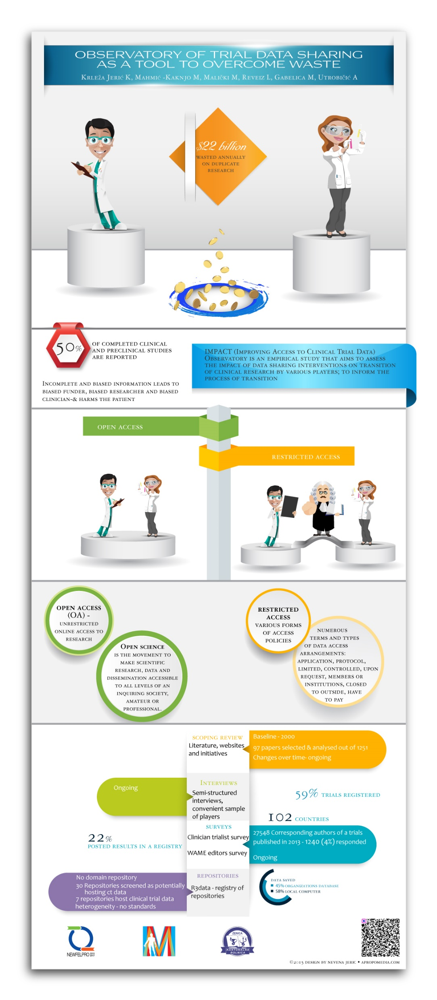 OBSERVATORY OF TRIAL DATA SHARING
AS A TOOL TO OVERCOME WASTE
KRLEŽA JERIć K, MAHMIć -KAKNJO M, MALIČKI M, REVEIZ L, GABELICA M, UTROBIČIć A
$22 billion
WASTED ANNUALLY
ON DUPLICATE
RESEARCH
50%
OF COMPLETED CLINICAL
AND PRECLINICAL STUDIES
ARE REPORTED
INCOMPLETE AND BIASED INFORMATION LEADS TO
BIASED FUNDER, BIASED RESEARCHER AND BIASED
CLINICIAN-& HARMS THE PATIENT
IMPACT (IMPROVING ACCESS TO CLINICAL TRIAL DATA)
OBSERVATORY IS AN EMPIRICAL STUDY THAT AIMS TO ASSESS
THE IMPACT OF DATA SHARING INTERVENTIONS ON TRANSITION
OF CLINICAL RESEARCH BY VARIOUS PLAYERS; TO INFORM THE
PROCESS OF TRANSITION
OPEN ACCESS
RESTRICTED ACCESS
OPEN ACCESS
(OA) -
UNRESTRICTED
ONLINE ACCESS TO
RESEARCH
OPEN SCIENCE
IS THE MOVEMENT TO
MAKE SCIENTIFIC
RESEARCH, DATA AND
DISSEMINATION ACCESSIBLE
TO ALL LEVELS OF AN
INQUIRING SOCIETY,
AMATEUR OR
PROFESSIONAL.
RESTRICTED
ACCESS
VARIOUS FORMS
OF ACCESS
POLICIES
NUMEROUS
TERMS AND TYPES
OF DATA ACCESS
ARRANGEMENTS:
APPLICATION, PROTOCOL,
LIMITED, CONTROLLED, UPON
REQUEST, MEMBERS OR
INSTITUTIONS, CLOSED
TO OUTSIDE, HAVE
TO PAY
SCOPING REVIEW
Literature, websites
and initiatives
Baseline - 2000
97 papers selected & analysed out of 1251
Changes over time- ongoing
Ongoing
INTERVIEWS
Semi-structured
interviews,
convenient sample
of players
59% TRIALS REGISTERED
102 COUNTRIES
22%
POSTED RESULTS IN A REGISTRY
SURVEYS
Clinician trialist survey
WAME editors survey
27548 Corresponding authors of a trials
published in 2013 - 1240 (4%) responded
Ongoing
No domain repository
30 Repositories screened as potentially
hosting ct data
7 repositories host clinical trial data
heterogeneity - no standards
REPOSITORIES
R3data - registry of
repositories
DATA SAVED
45% ORGANIZATIONS DATABASE
58% LOCAL COMPUTER
NEWFELPRO 2013 2017
M
ZENICA
KANTONALNA
BOLNICA
©2015 DESIGN BY NEVENA JERIC • APROPOMEDIA.COM